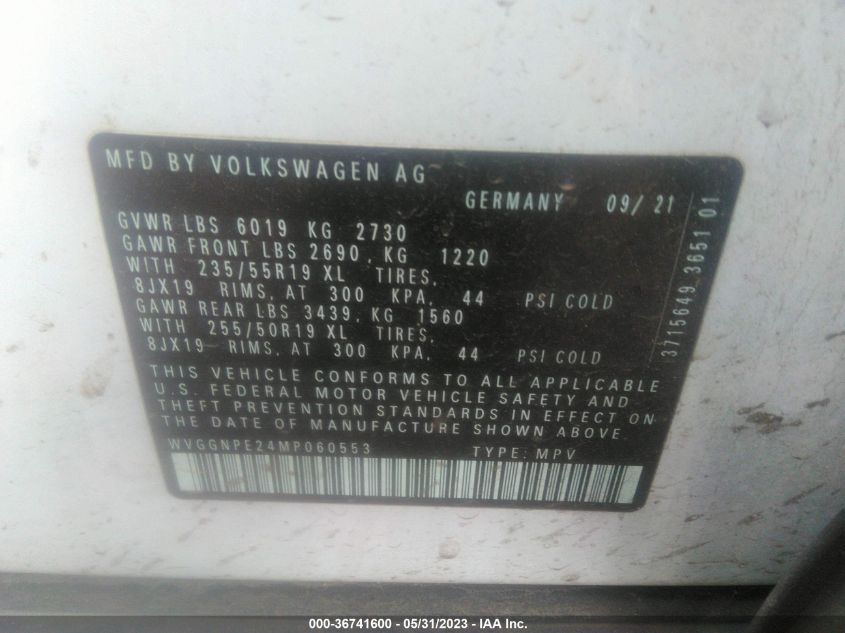 MFD BY VOLKSWAGEN AG
GERMANY 09/ 21
GVWR LBS 6019 KG 2730
GAWR FRONT LBS 2690, KG 1220
WITH 235/55R19 XL TIRES,
8JX19 RIMS, AT 300 KPA, 44 PSI COLD
GAWR REAR LBS 3439, KG 1560
WITH 255/50R19 XL TIRES,
8JX19 RIMS, AT 300 KPA, 44 PSI COLD
THIS VEHICLE CONFORMS TO ALL APPLICABLE
U.S. FEDERAL MOTOR VEHICLE SAFETY AND
THEFT PREVENTION STANDARDS IN EFFECT ON
THE DATE OF MANUFACTURE SHOWN ABOVE.
WVGGNPE24MP060553 TYPE: MPV
3715649 3651 01
000-36741600 - 05/31/2023 - IAA Inc.